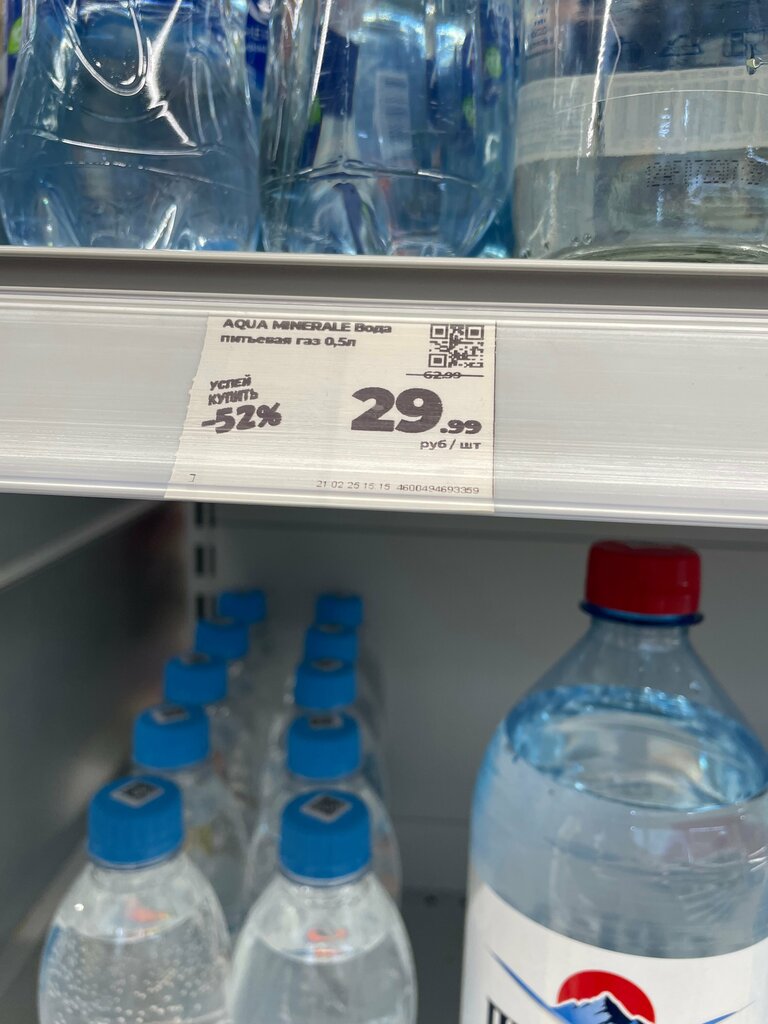 AQUA MINERALE Вода
питьевая газ 0,5л
62.99
УСПЕЙ
КУПИТЬ
-52%
29.99
руб / шт
7
21 02 25 15 15 4600494693359